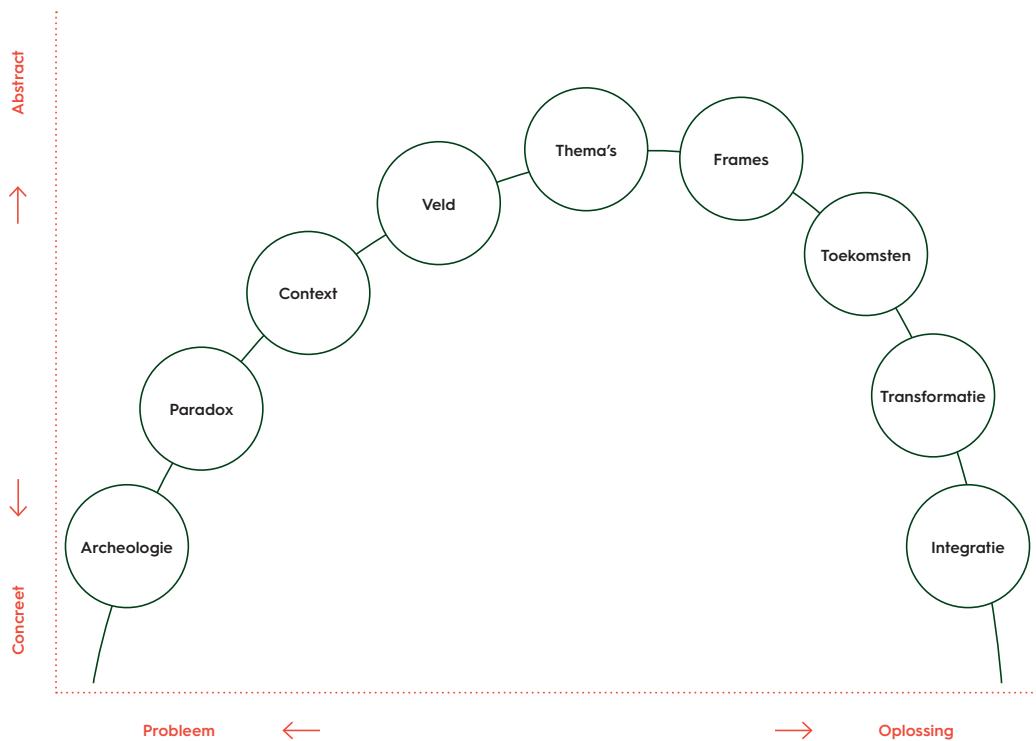 Abstract
Thema’s
Frames
Veld
Toekomsten
Context
Transformatie
Paradox
Archeologie
Integratie
Concreet
Probleem
Oplossing